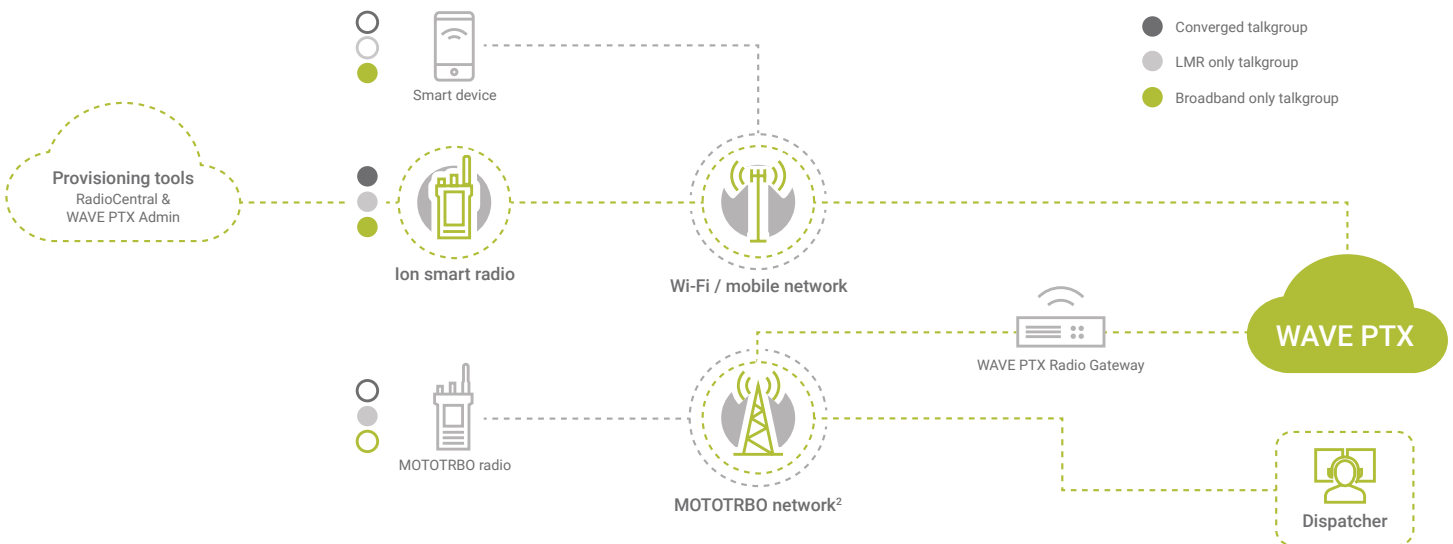 Converged talkgroup
LMR only talkgroup
Broadband only talkgroup
Smart device
Provisioning tools
RadioCentral &
WAVE PTX Admin
Ion smart radio
Wi-Fi / mobile network
WAVE PTX
WAVE PTX Radio Gateway
MOTOTRBO radio
MOTOTRBO network²
Dispatcher